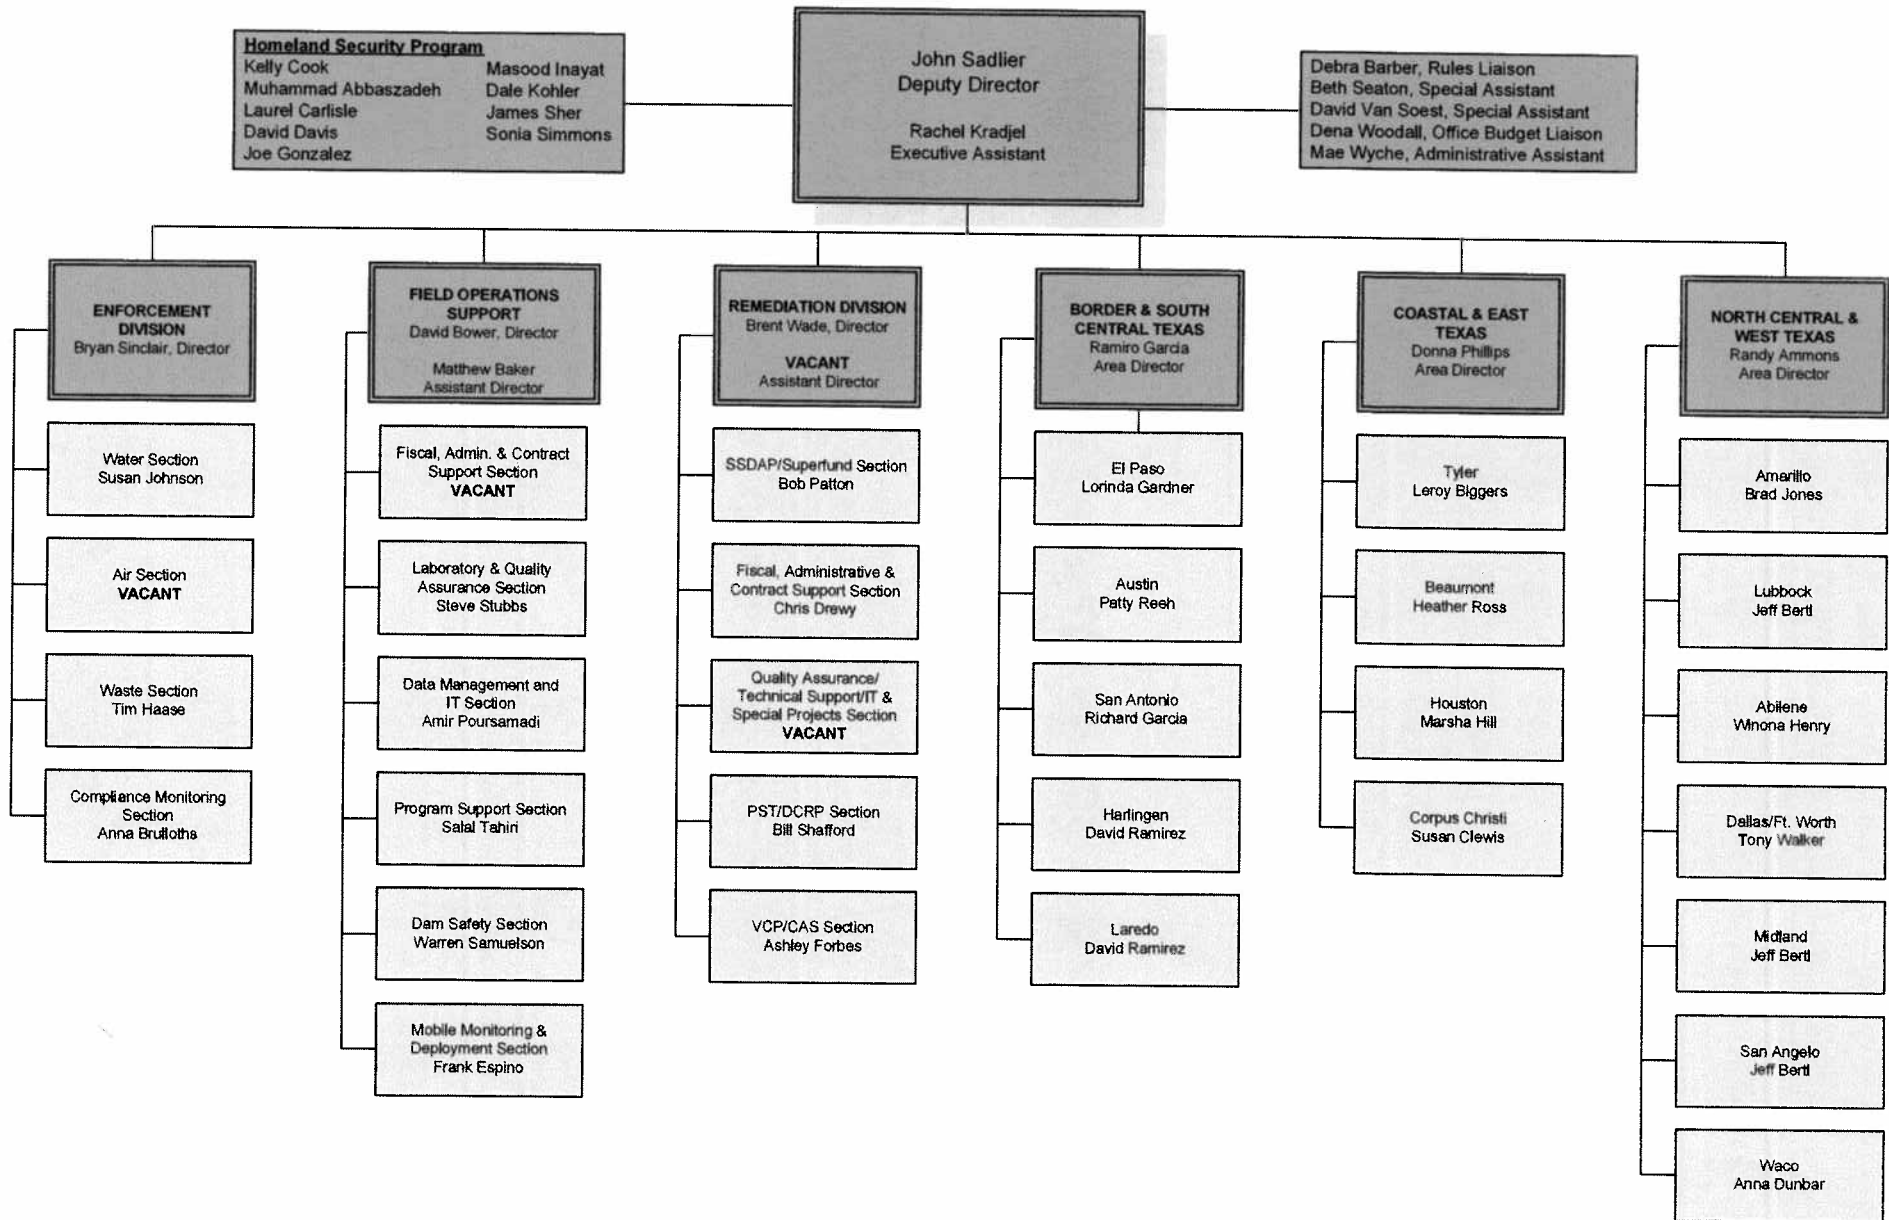 Homeland Security Program
Kelly Cook
Muhammad Abbaszadeh
Laurel Carlisle
David Davis
Joe Gonzalez
Masood Inayat
Dale Kohler
James Sher
Sonia Simmons
John Sadlier
Deputy Director
Rachel Kradjel
Executive Assistant
Debra Barber, Rules Liaison
Beth Seaton, Special Assistant
David Van Soest, Special Assistant
Dena Woodall, Office Budget Liaison
Mae Wyche, Administrative Assistant
ENFORCEMENT
DIVISION
Bryan Sinclair, Director
Water Section
Susan Johnson
Air Section
VACANT
Waste Section
Tim Haase
Compliance Monitoring
Section
Anna Brulloths
FIELD OPERATIONS
SUPPORT
David Bower, Director
Matthew Baker
Assistant Director
Fiscal, Admin. & Contract
Support Section
VACANT
Laboratory & Quality
Assurance Section
Steve Stubbs
Data Management and
IT Section
Amir Poursamadi
Program Support Section
Salal Tahiri
Dam Safety Section
Warren Samuelson
Mobile Monitoring &
Deployment Section
Frank Espino
REMEDIATION DIVISION
Brent Wade, Director
VACANT
Assistant Director
SSDAP/Superfund Section
Bob Patton
Fiscal, Administrative &
Contract Support Section
Chris Drewy
Quality Assurance/
Technical Support/IT &
Special Projects Section
VACANT
PST/DCRP Section
Bill Shafford
VCP/CAS Section
Ashley Forbes
BORDER & SOUTH
CENTRAL TEXAS
Ramiro Garcia
Area Director
El Paso
Lorinda Gardner
Austin
Patty Reeh
San Antonio
Richard Garcia
Harlingen
David Ramirez
Laredo
David Ramirez
COASTAL & EAST
TEXAS
Donna Phillips
Area Director
Tyler
Leroy Biggers
Beaumont
Heather Ross
Houston
Marsha Hill
Corpus Christi
Susan Clewis
NORTH CENTRAL &
WEST TEXAS
Randy Ammons
Area Director
Amarillo
Brad Jones
Lubbock
Jeff Bertl
Abilene
Winona Henry
Dallas/Ft. Worth
Tony Walker
Midland
Jeff Bertl
San Angelo
Jeff Bertl
Waco
Anna Dunbar